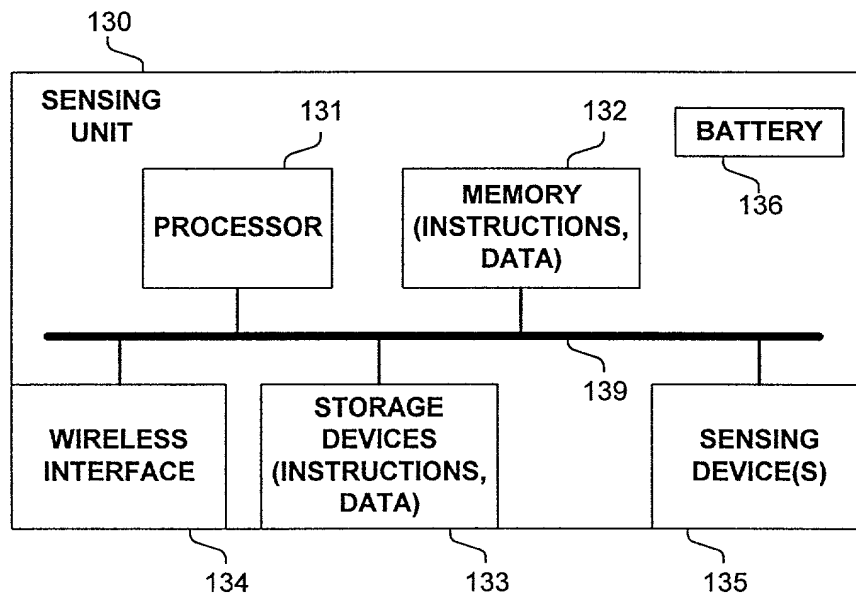 130
SENSING
UNIT
131
132
BATTERY
136
PROCESSOR
MEMORY
(INSTRUCTIONS,
DATA)
139
WIRELESS
INTERFACE
STORAGE
DEVICES
(INSTRUCTIONS,
DATA)
SENSING
DEVICE(S)
134
133
135